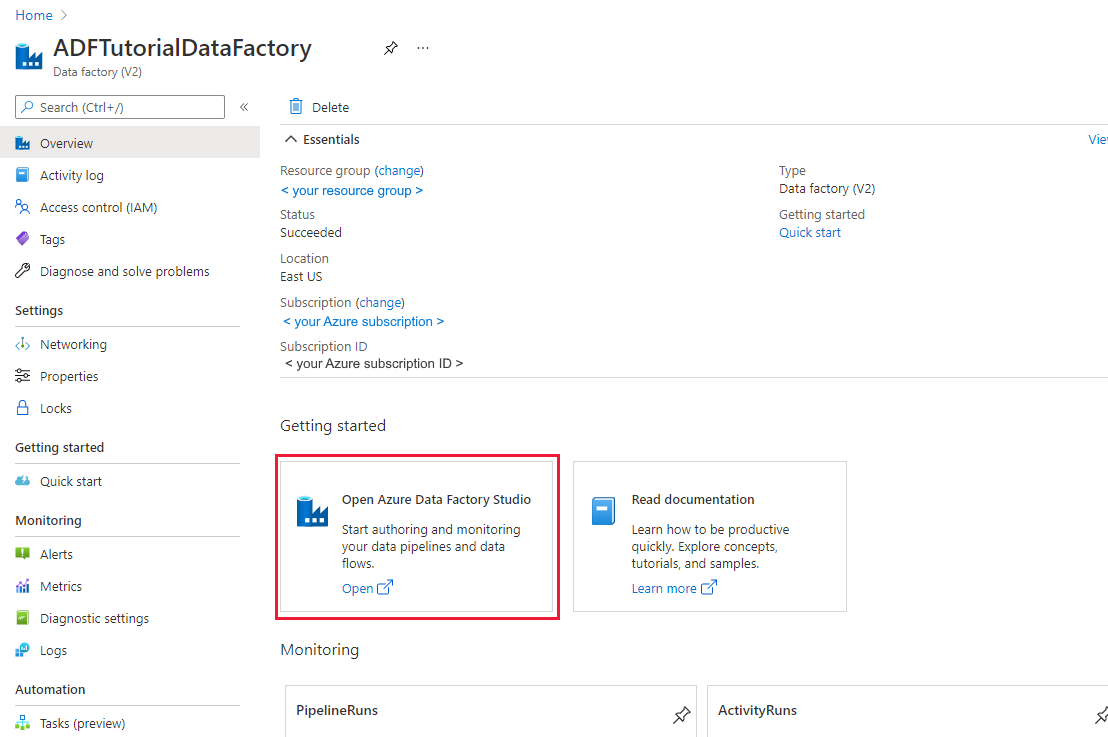 Home
ADFTutorialDataFactory
Data factory (V2)
Search (Ctrl+/)
Overview
Activity log
Access control (IAM)
Tags
Diagnose and solve problems
Settings
Networking
Properties
Locks
Getting started
Quick start
Monitoring
Alerts
Metrics
Diagnostic settings
Logs
Automation
Tasks (preview)
Delete
Essentials
Resource group (change)
< your resource group >
Status
Succeeded
Location
East US
Subscription (change)
< your Azure subscription >
Subscription ID
< your Azure subscription ID >
Type
Data factory (V2)
Getting started
Quick start
Getting started
Open Azure Data Factory Studio
Start authoring and monitoring
your data pipelines and data
flows.
Open
Read documentation
Learn how to be productive
quickly. Explore concepts,
tutorials, and samples.
Learn more
Monitoring
PipelineRuns
ActivityRuns